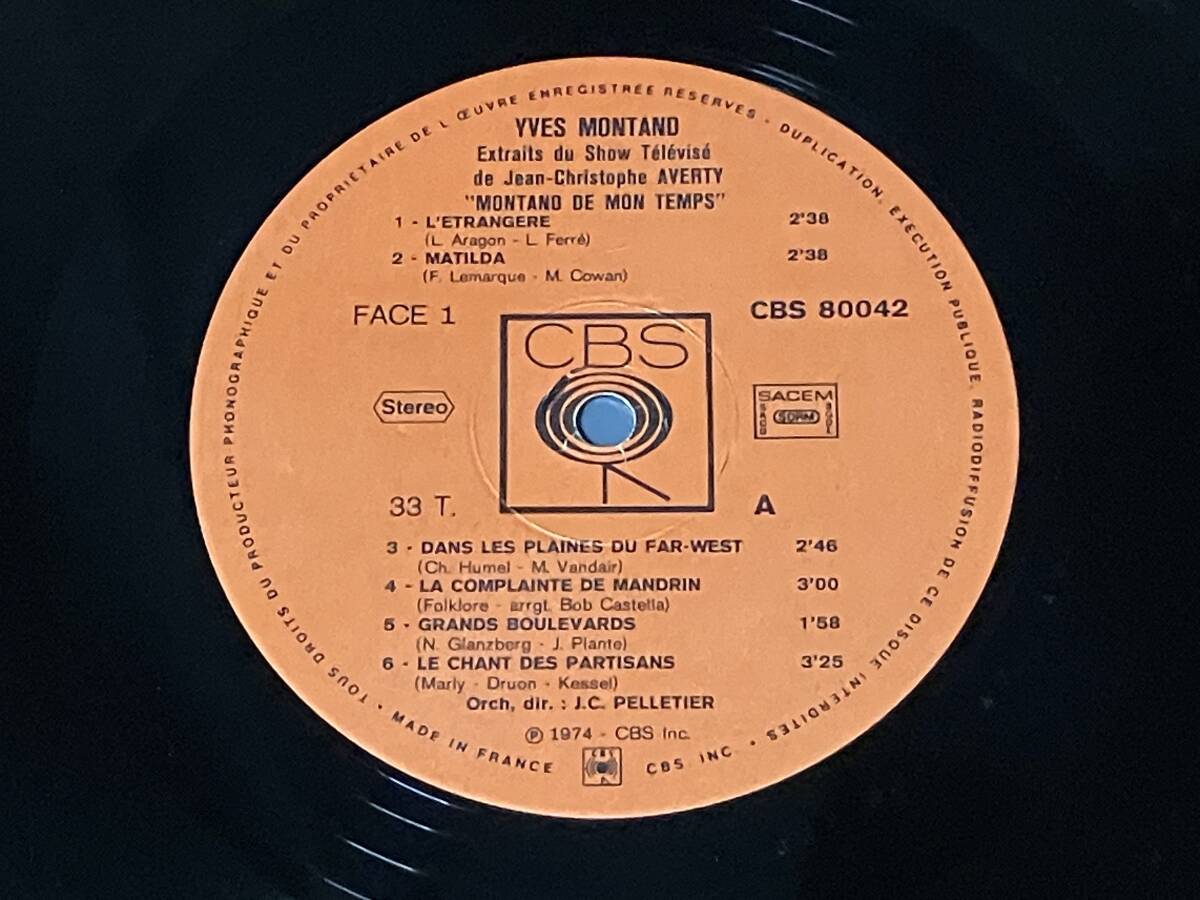 TOUS DROITS DU PRODUCTEUR PHONOGRAPHIQUE ET DU PROPRIETAIRE DE L'ŒUVRE ENREGISTREE RESERVES - DUPLICATION, EXECUTION PUBLIQUE, RADIODIFFUSION DE CE DISQUE INTERDITES •
YVES MONTAND
Extraits du Show Télévisé
de Jean-Christophe AVERTY
"MONTAND DE MON TEMPS"
1 - L'ETRANGERE 2'38
(L. Aragon - L. Ferré)
2 - MATILDA 2'38
(F. Lemarque - M. Cowan)
FACE 1 CBS 80042
CBS
Stereo
SACEM
SACD SDRM SGDL
33 T. A
3 - DANS LES PLAINES DU FAR-WEST 2'46
(Ch. Humel - M. Vandair)
4 - LA COMPLAINTE DE MANDRIN 3'00
(Folklore - arrgt. Bob Castella)
5 - GRANDS BOULEVARDS 1'58
(N. Glanzberg - J. Plante)
6 - LE CHANT DES PARTISANS 3'25
(Marly - Druon - Kessel)
Orch, dir. : J.C. PELLETIER
℗ 1974 - CBS Inc.
• MADE IN FRANCE
CBS
CBS INC.